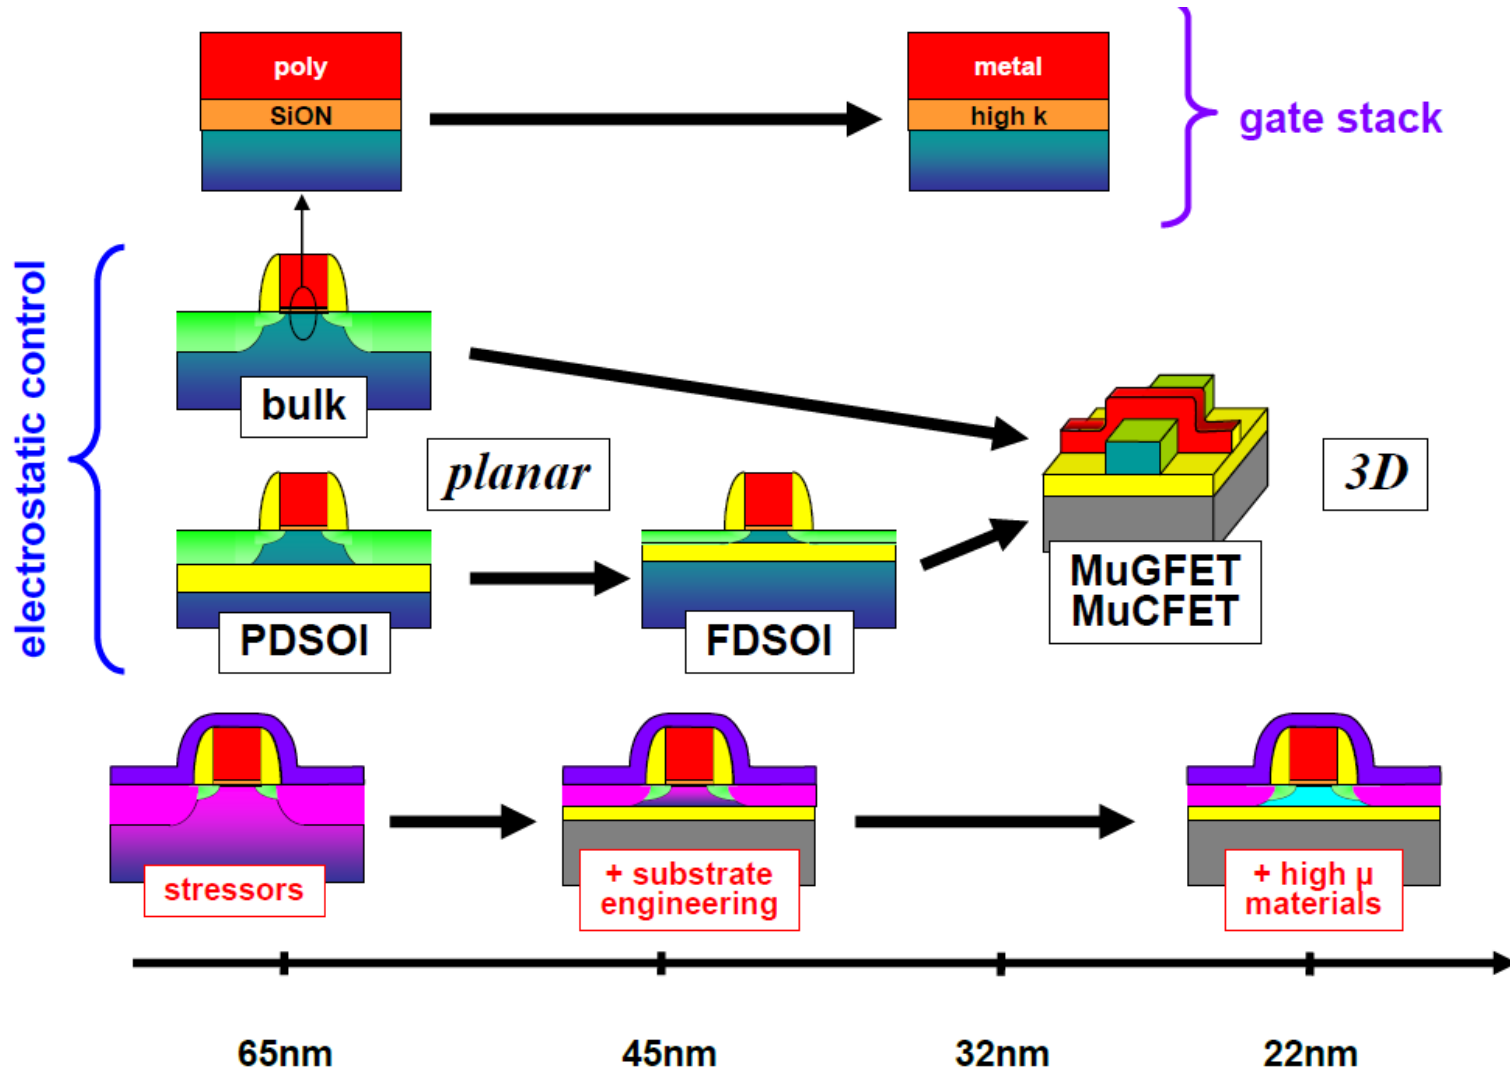 poly
SiON
metal
high k
gate stack
electrostatic control
bulk
planar
3D
PDSOI
FDSOI
MuGFET
MuCFET
stressors
+ substrate
engineering
+ high µ
materials
65nm
45nm
32nm
22nm